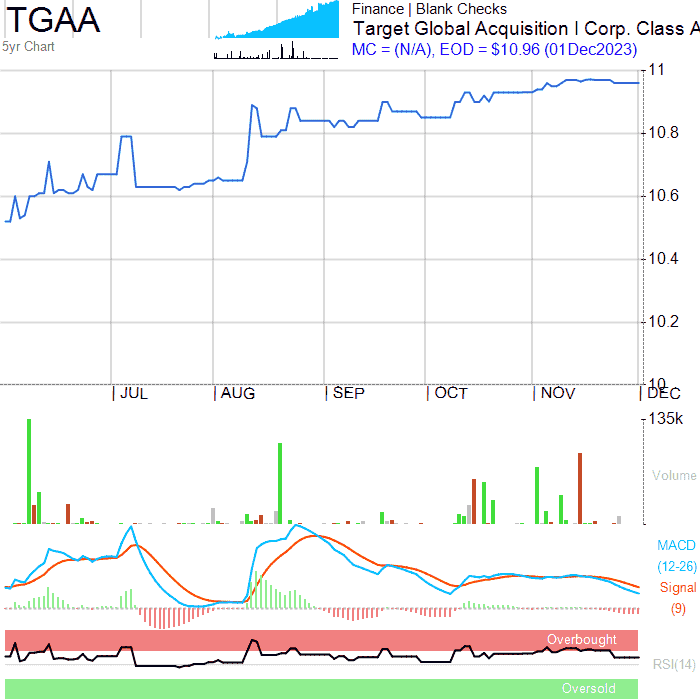 TGAA
5yr Chart
Finance | Blank Checks
Target Global Acquisition I Corp. Class A
MC = (N/A), EOD = $10.96 (01Dec2023)
11
10.8
10.6
10.4
10.2
10
JUL AUG SEP OCT NOV DEC
135k
Volume
MACD
(12-26)
Signal
(9)
Overbought
RSI(14)
Oversold